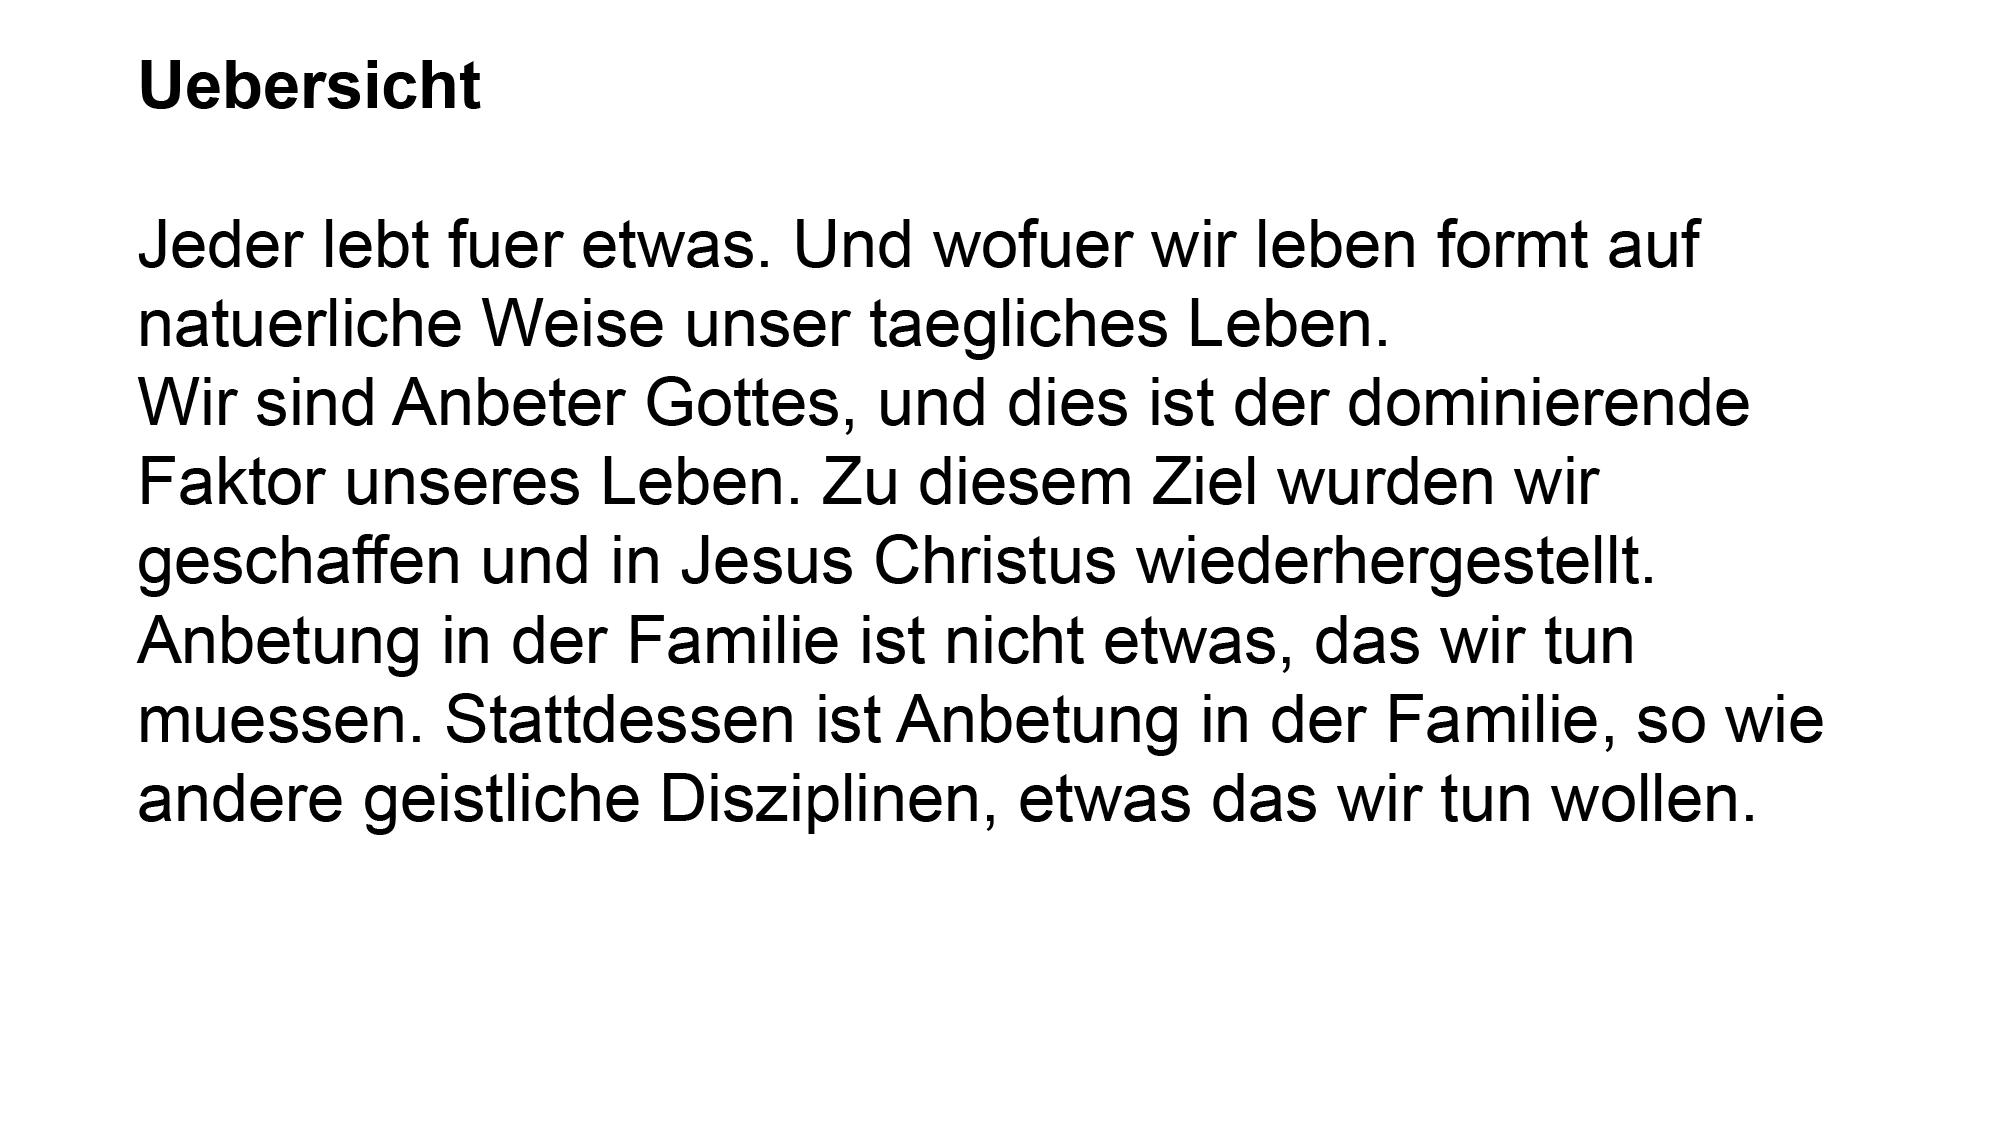 Uebersicht
Jeder lebt fuer etwas. Und wofuer wir leben formt auf
natuerliche Weise unser taegliches Leben.
Wir sind Anbeter Gottes, und dies ist der dominierende
Faktor unseres Leben. Zu diesem Ziel wurden wir
geschaffen und in Jesus Christus wiederhergestellt.
Anbetung in der Familie ist nicht etwas, das wir tun
muessen. Stattdessen ist Anbetung in der Familie, so wie
andere geistliche Disziplinen, etwas das wir tun wollen.